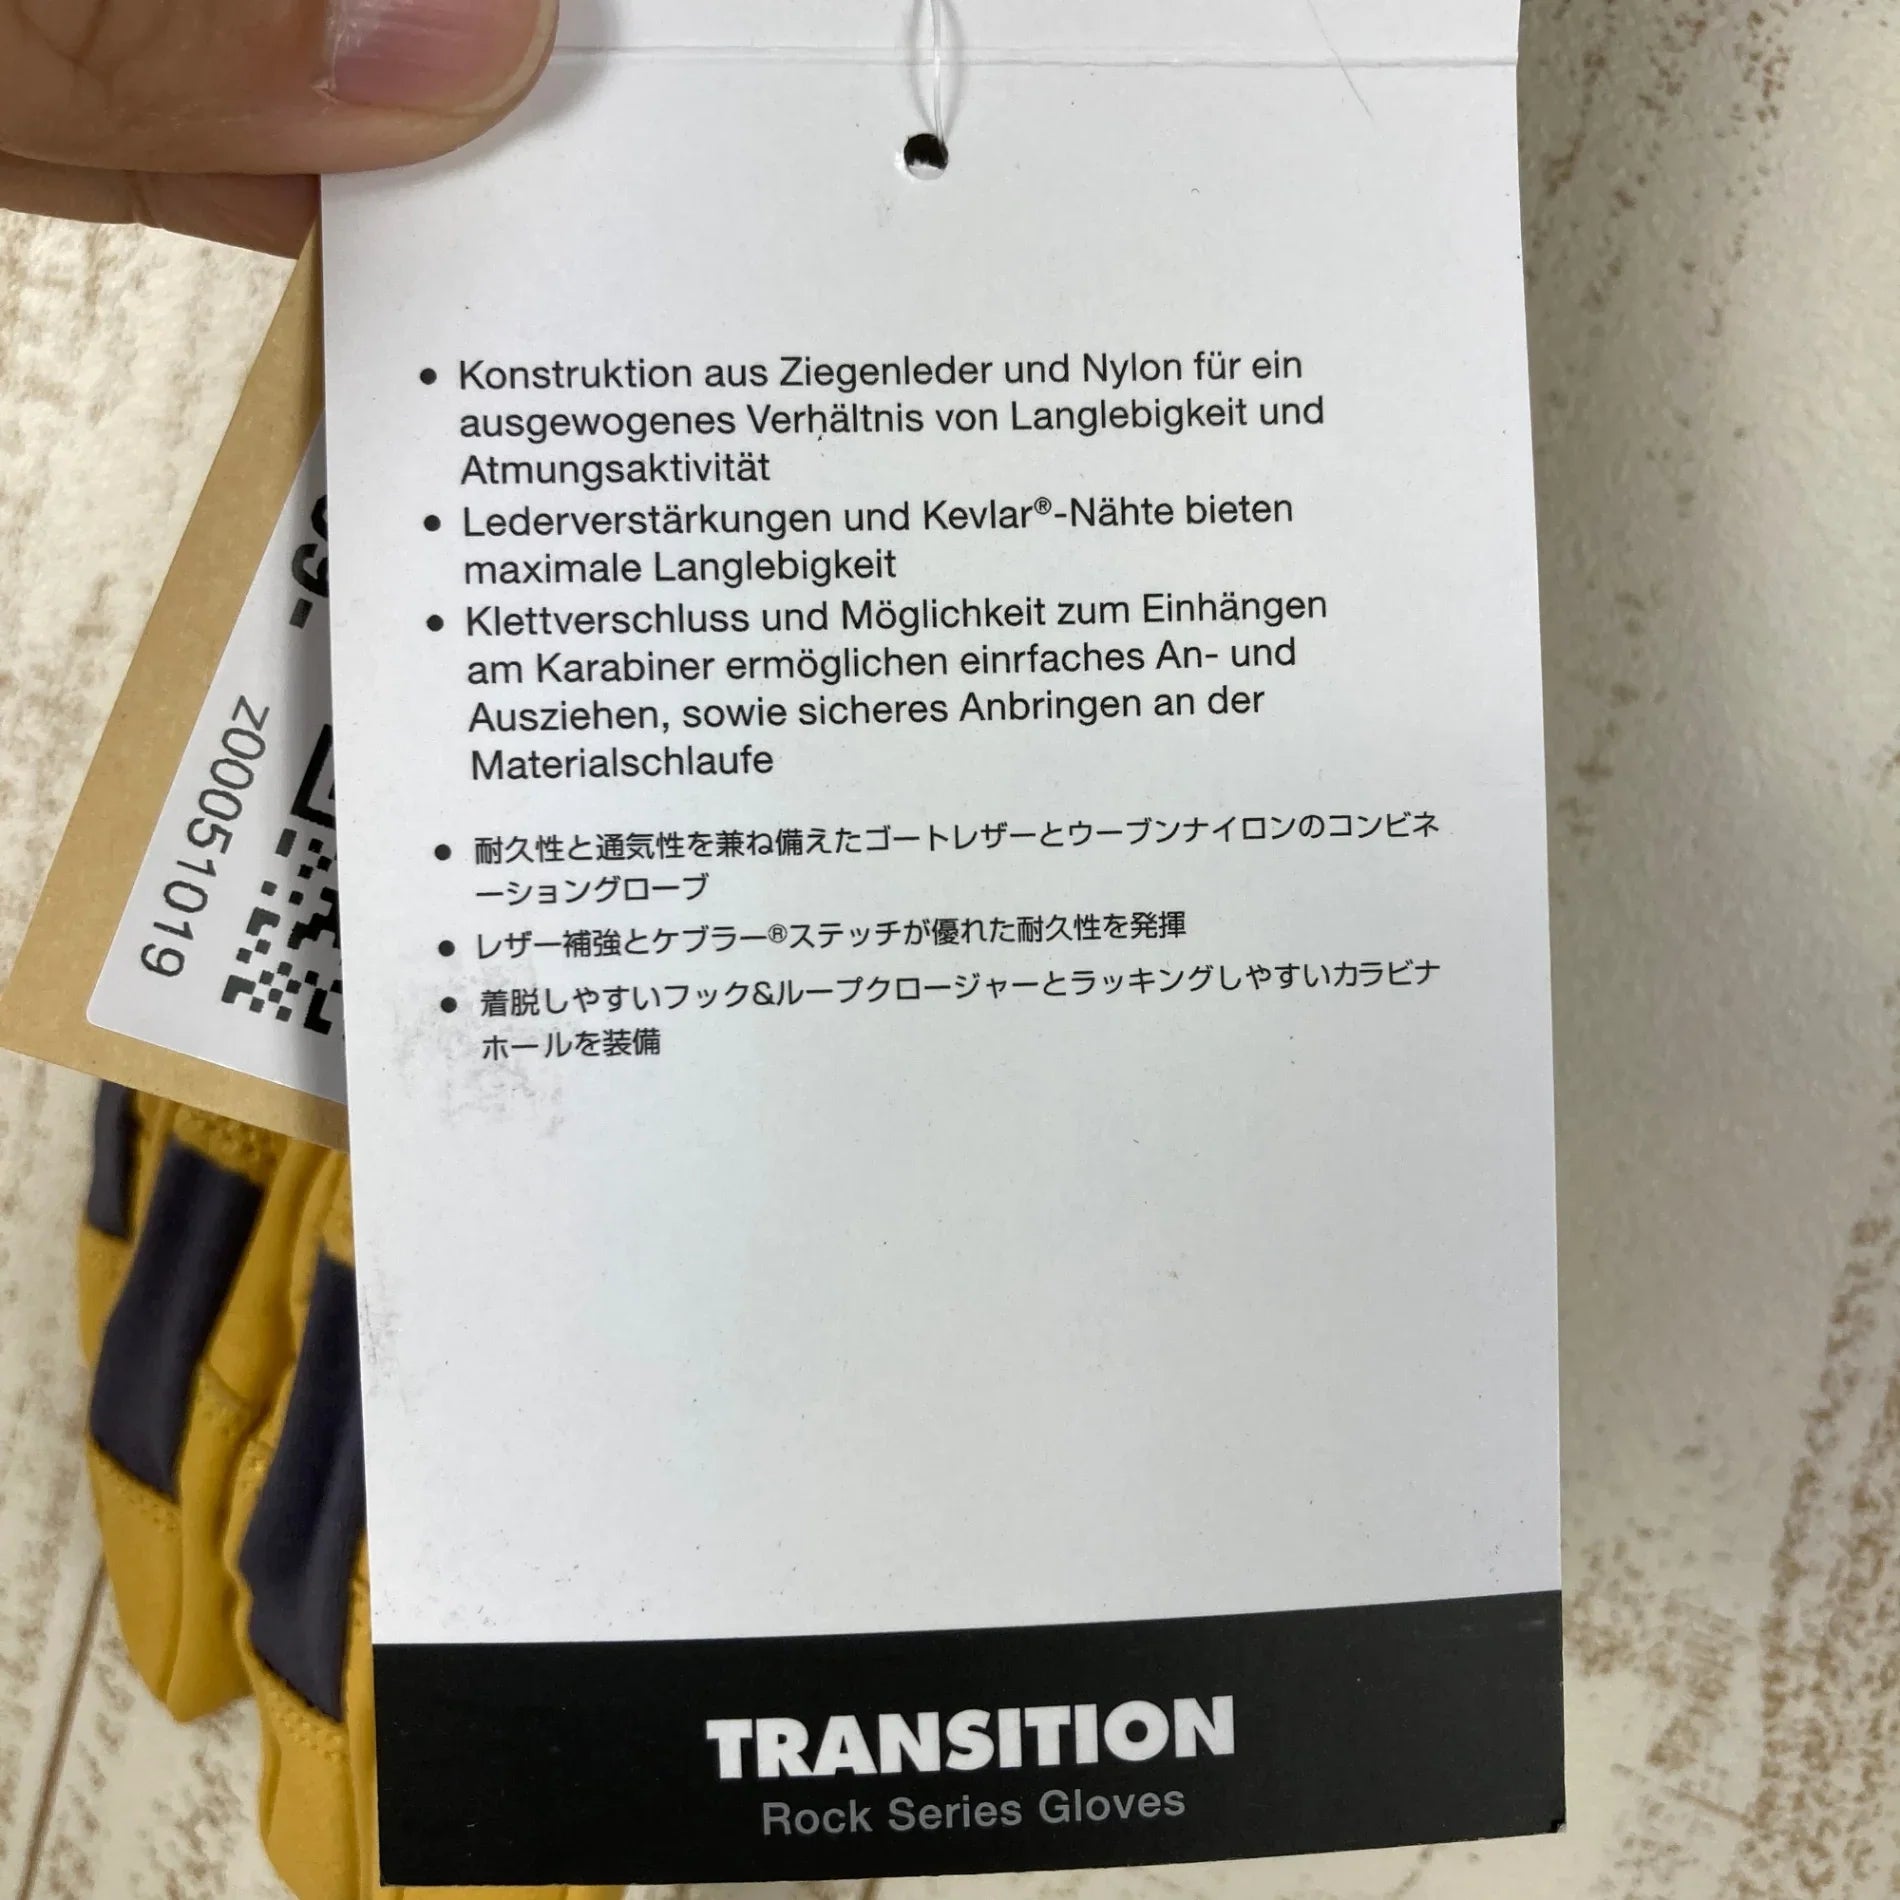 • Konstruktion aus Ziegenleder und Nylon für ein
ausgewogenes Verhältnis von Langlebigkeit und
Atmungsaktivität
• Lederverstärkungen und Kevlar®-Nähte bieten
maximale Langlebigkeit
• Klettverschluss und Möglichkeit zum Einhängen
am Karabiner ermöglichen einrfaches An- und
Ausziehen, sowie sicheres Anbringen an der
Materialschlaufe
• 耐久性と通気性を兼ね備えたゴートレザーとウーブンナイロンのコンビネ
ーショングローブ
• レザー補強とケブラー®ステッチが優れた耐久性を発揮
• 着脱しやすいフック&ループクロージャーとラッキングしやすいカラビナ
ホールを装備
TRANSITION
Rock Series Gloves
z00051019